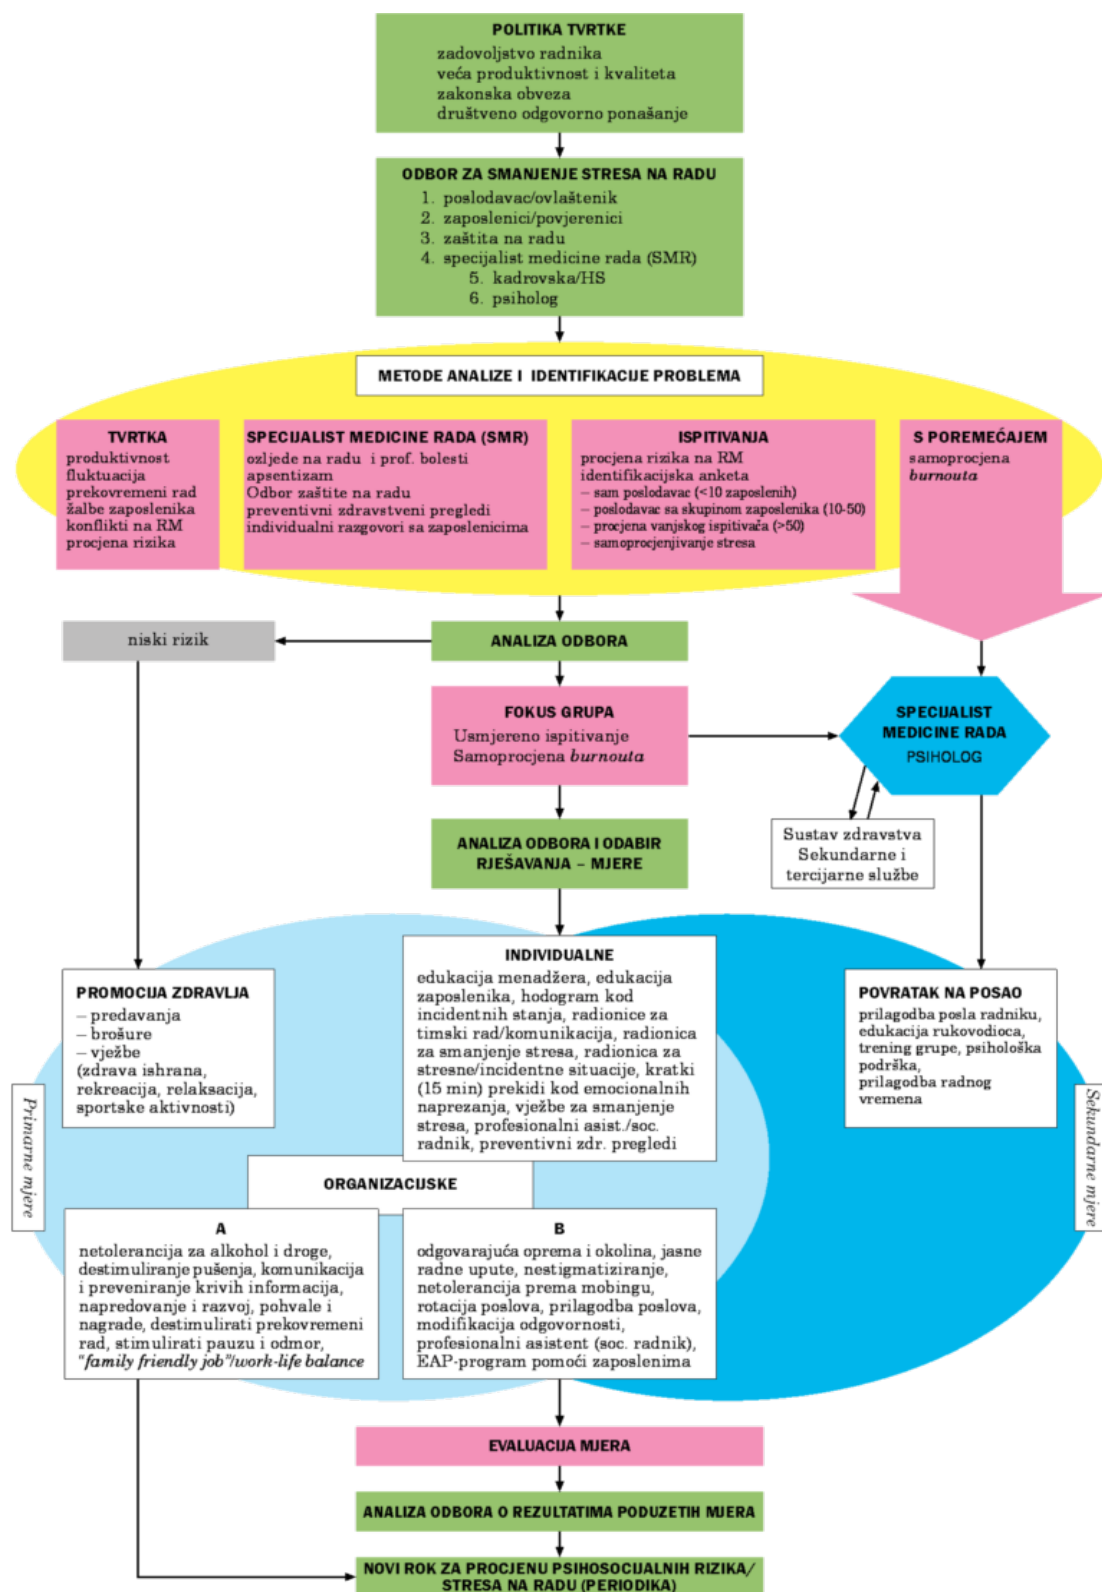 POLITIKA TVRTKE
zadovoljstvo radnika
veća produktivnost i kvaliteta
zakonska obveza
društveno odgovorno ponašanje
ODBOR ZA SMANJENJE STRESA NA RADU
1. poslodavac/ovlaštenik
2. zaposlenici/povjerenici
3. zaštita na radu
4. specijalist medicine rada (SMR)
5. kadrovska/HS
6. psiholog
METODE ANALIZE I IDENTIFIKACIJE PROBLEMA
TVRTKA
produktivnost
fluktuacija
prekovremeni rad
žalbe zaposlenika
konflikti na RM
procjena rizika
SPECIJALIST MEDICINE RADA (SMR)
ozljede na radu i prof. bolesti
apsentizam
Odbor zaštite na radu
preventivni zdravstveni pregledi
individualni razgovori sa zaposlenicima
ISPITIVANJA
procjena rizika na RM
identifikacijska anketa
– sam poslodavac (<10 zaposlenih)
– poslodavac sa skupinom zaposlenika (10-50)
– procjena vanjskog ispitivača (>50)
– samoprocjenjivanje stresa
S POREMEĆAJEM
samoprocjena
burnouta
niski rizik
ANALIZA ODBORA
FOKUS GRUPA
Usmjereno ispitivanje
Samoprocjena burnouta
SPECIJALIST
MEDICINE RADA
PSIHOLOG
ANALIZA ODBORA I ODABIR
RJEŠAVANJA – MJERE
Sustav zdravstva
Sekundarne i
tercijarne službe
PROMOCIJA ZDRAVLJA
– predavanja
– brošure
– vježbe
(zdrava ishrana,
rekreacija, relaksacija,
sportske aktivnosti)
INDIVIDUALNE
edukacija menadžera, edukacija
zaposlenika, hodogram kod
incidentnih stanja, radionice za
timski rad/komunikacija, radionica
za smanjenje stresa, radionica za
stresne/incidentne situacije, kratki
(15 min) prekidi kod emocionalnih
naprezanja, vježbe za smanjenje
stresa, profesionalni asist./soc.
radnik, preventivni zdr. pregledi
POVRATAK NA POSAO
prilagodba posla radniku,
edukacija rukovodioca,
trening grupe, psihološka
podrška,
prilagodba radnog
vremena
Primarne mjere
Sekundarne mjere
ORGANIZACIJSKE
A
netolerancija za alkohol i droge,
destimuliranje pušenja, komunikacija
i preveniranje krivih informacija,
napredovanje i razvoj, pohvale i
nagrade, destimulirati prekovremeni
rad, stimulirati pauzu i odmor,
"family friendly job"/work-life balance
B
odgovarajuća oprema i okolina, jasne
radne upute, nestigmatiziranje,
netolerancija prema mobingu,
rotacija poslova, prilagodba poslova,
modifikacija odgovornosti,
profesionalni asistent (soc. radnik),
EAP-program pomoći zaposlenima
EVALUACIJA MJERA
ANALIZA ODBORA O REZULTATIMA PODUZETIH MJERA
NOVI ROK ZA PROCJENU PSIHOSOCIJALNIH RIZIKA/
STRESA NA RADU (PERIODIKA)